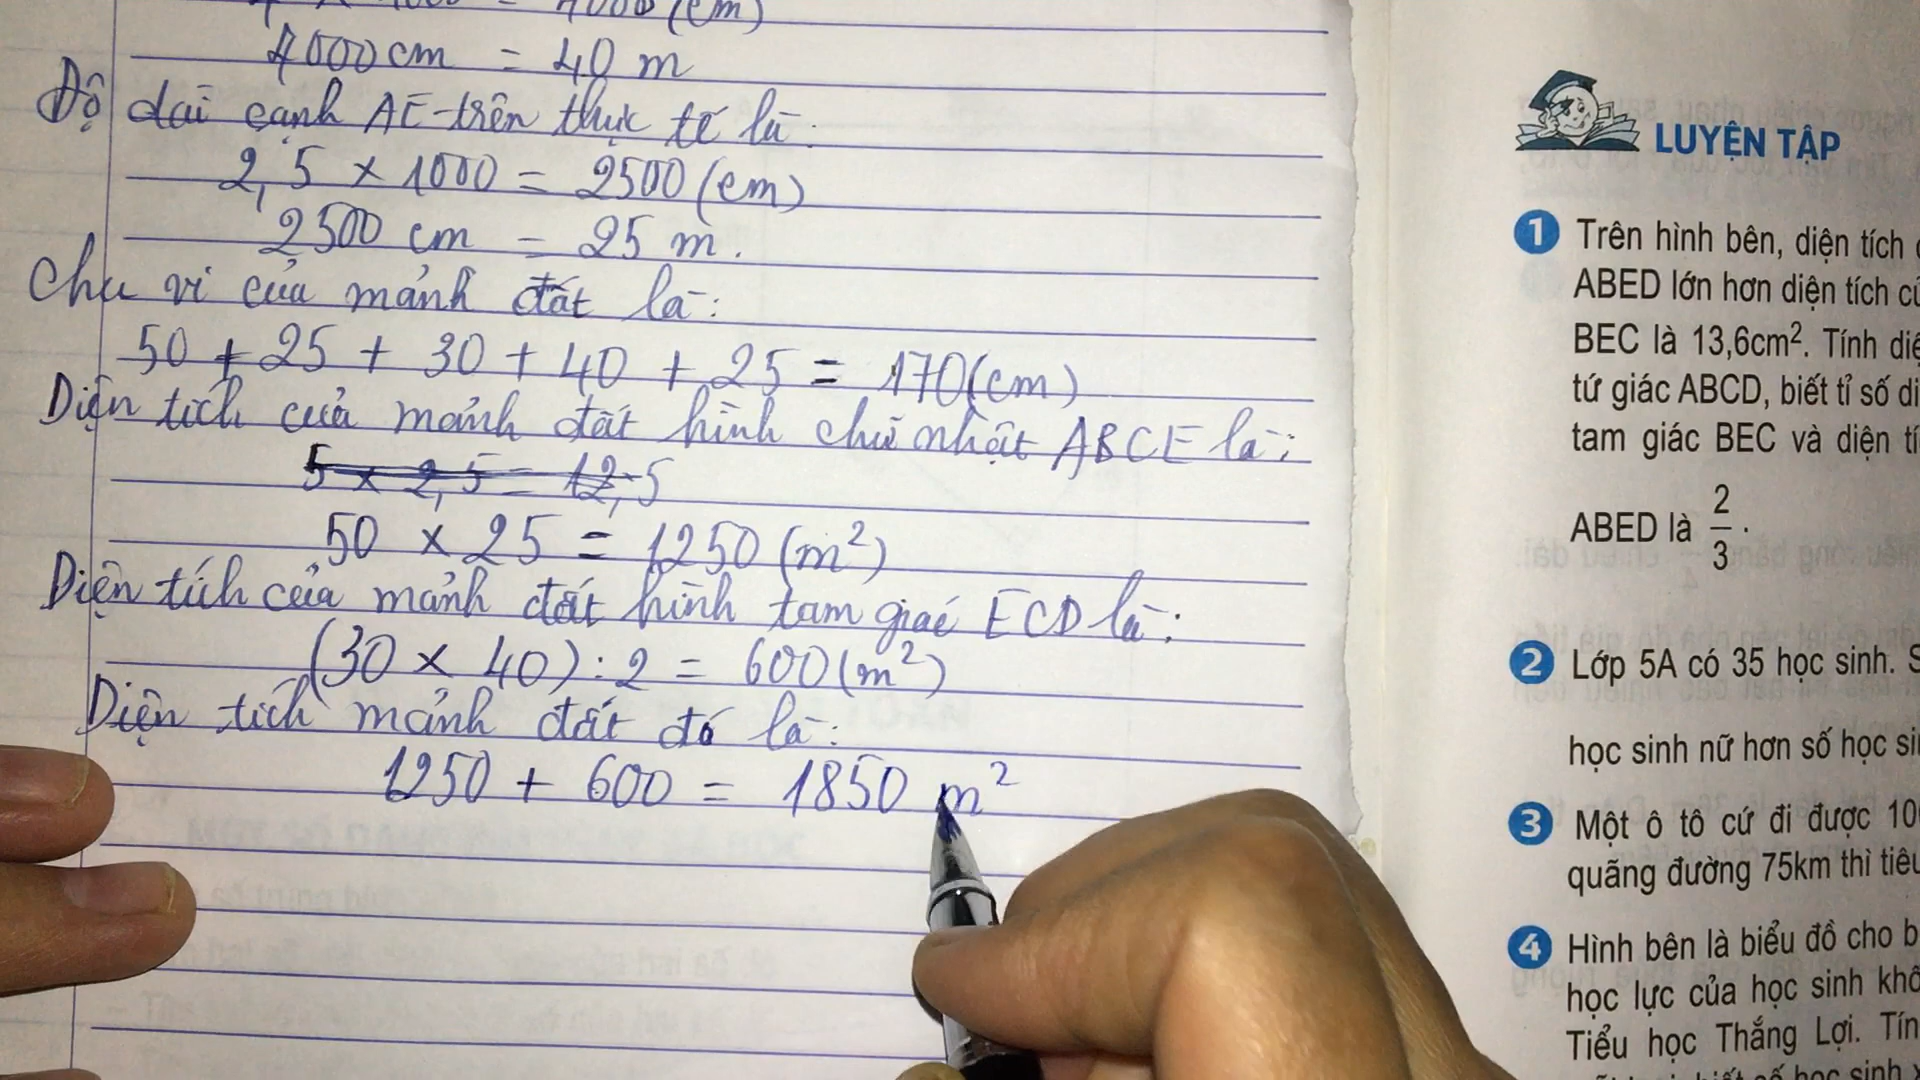 × 1000 = 4000 (cm)
4000 cm = 40 m
Độ dài cạnh AE trên thực tế là:
2,5 × 1000 = 2500 (cm)
2500 cm = 25 m.
Chu vi của mảnh đất là:
50 + 25 + 30 + 40 + 25 = 170 (cm)
Diện tích của mảnh đất hình chữ nhật ABCE là:
5 × 2,5 = 12,5
50 × 25 = 1250 (m²)
Diện tích của mảnh đất hình tam giác ECD là:
(30 × 40) : 2 = 600 (m²)
Diện tích mảnh đất đó là:
1250 + 600 = 1850 m²
LUYỆN TẬP
1 Trên hình bên, diện tích
ABED lớn hơn diện tích
BEC là 13,6cm². Tính
tứ giác ABCD, biết tỉ số
tam giác BEC và diện
ABED là 2/3.
2 Lớp 5A có 35 học sinh.
học sinh nữ hơn số học
3 Một ô tô cứ đi được
quãng đường 75km thì
4 Hình bên là biểu đồ cho
học lực của học sinh
Tiểu học Thắng Lợi.
biết số học sinh